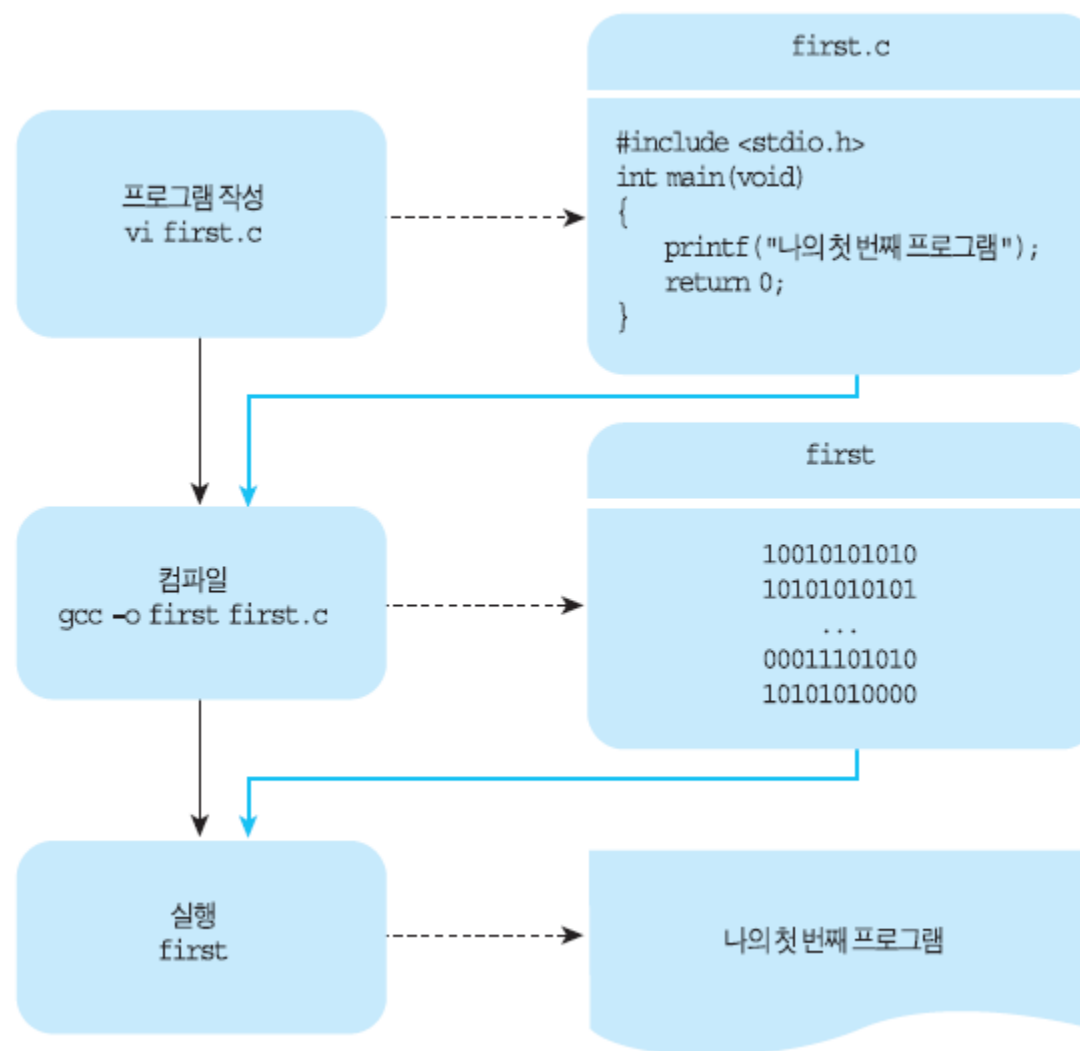 프로그램 작성
vi first.c
first.c
#include <stdio.h>
int main(void)
{
printf("나의 첫 번째 프로그램");
return 0;
}
컴파일
gcc -o first first.c
first
10010101010
10101010101
...
00011101010
10101010000
실행
first
나의 첫 번째 프로그램